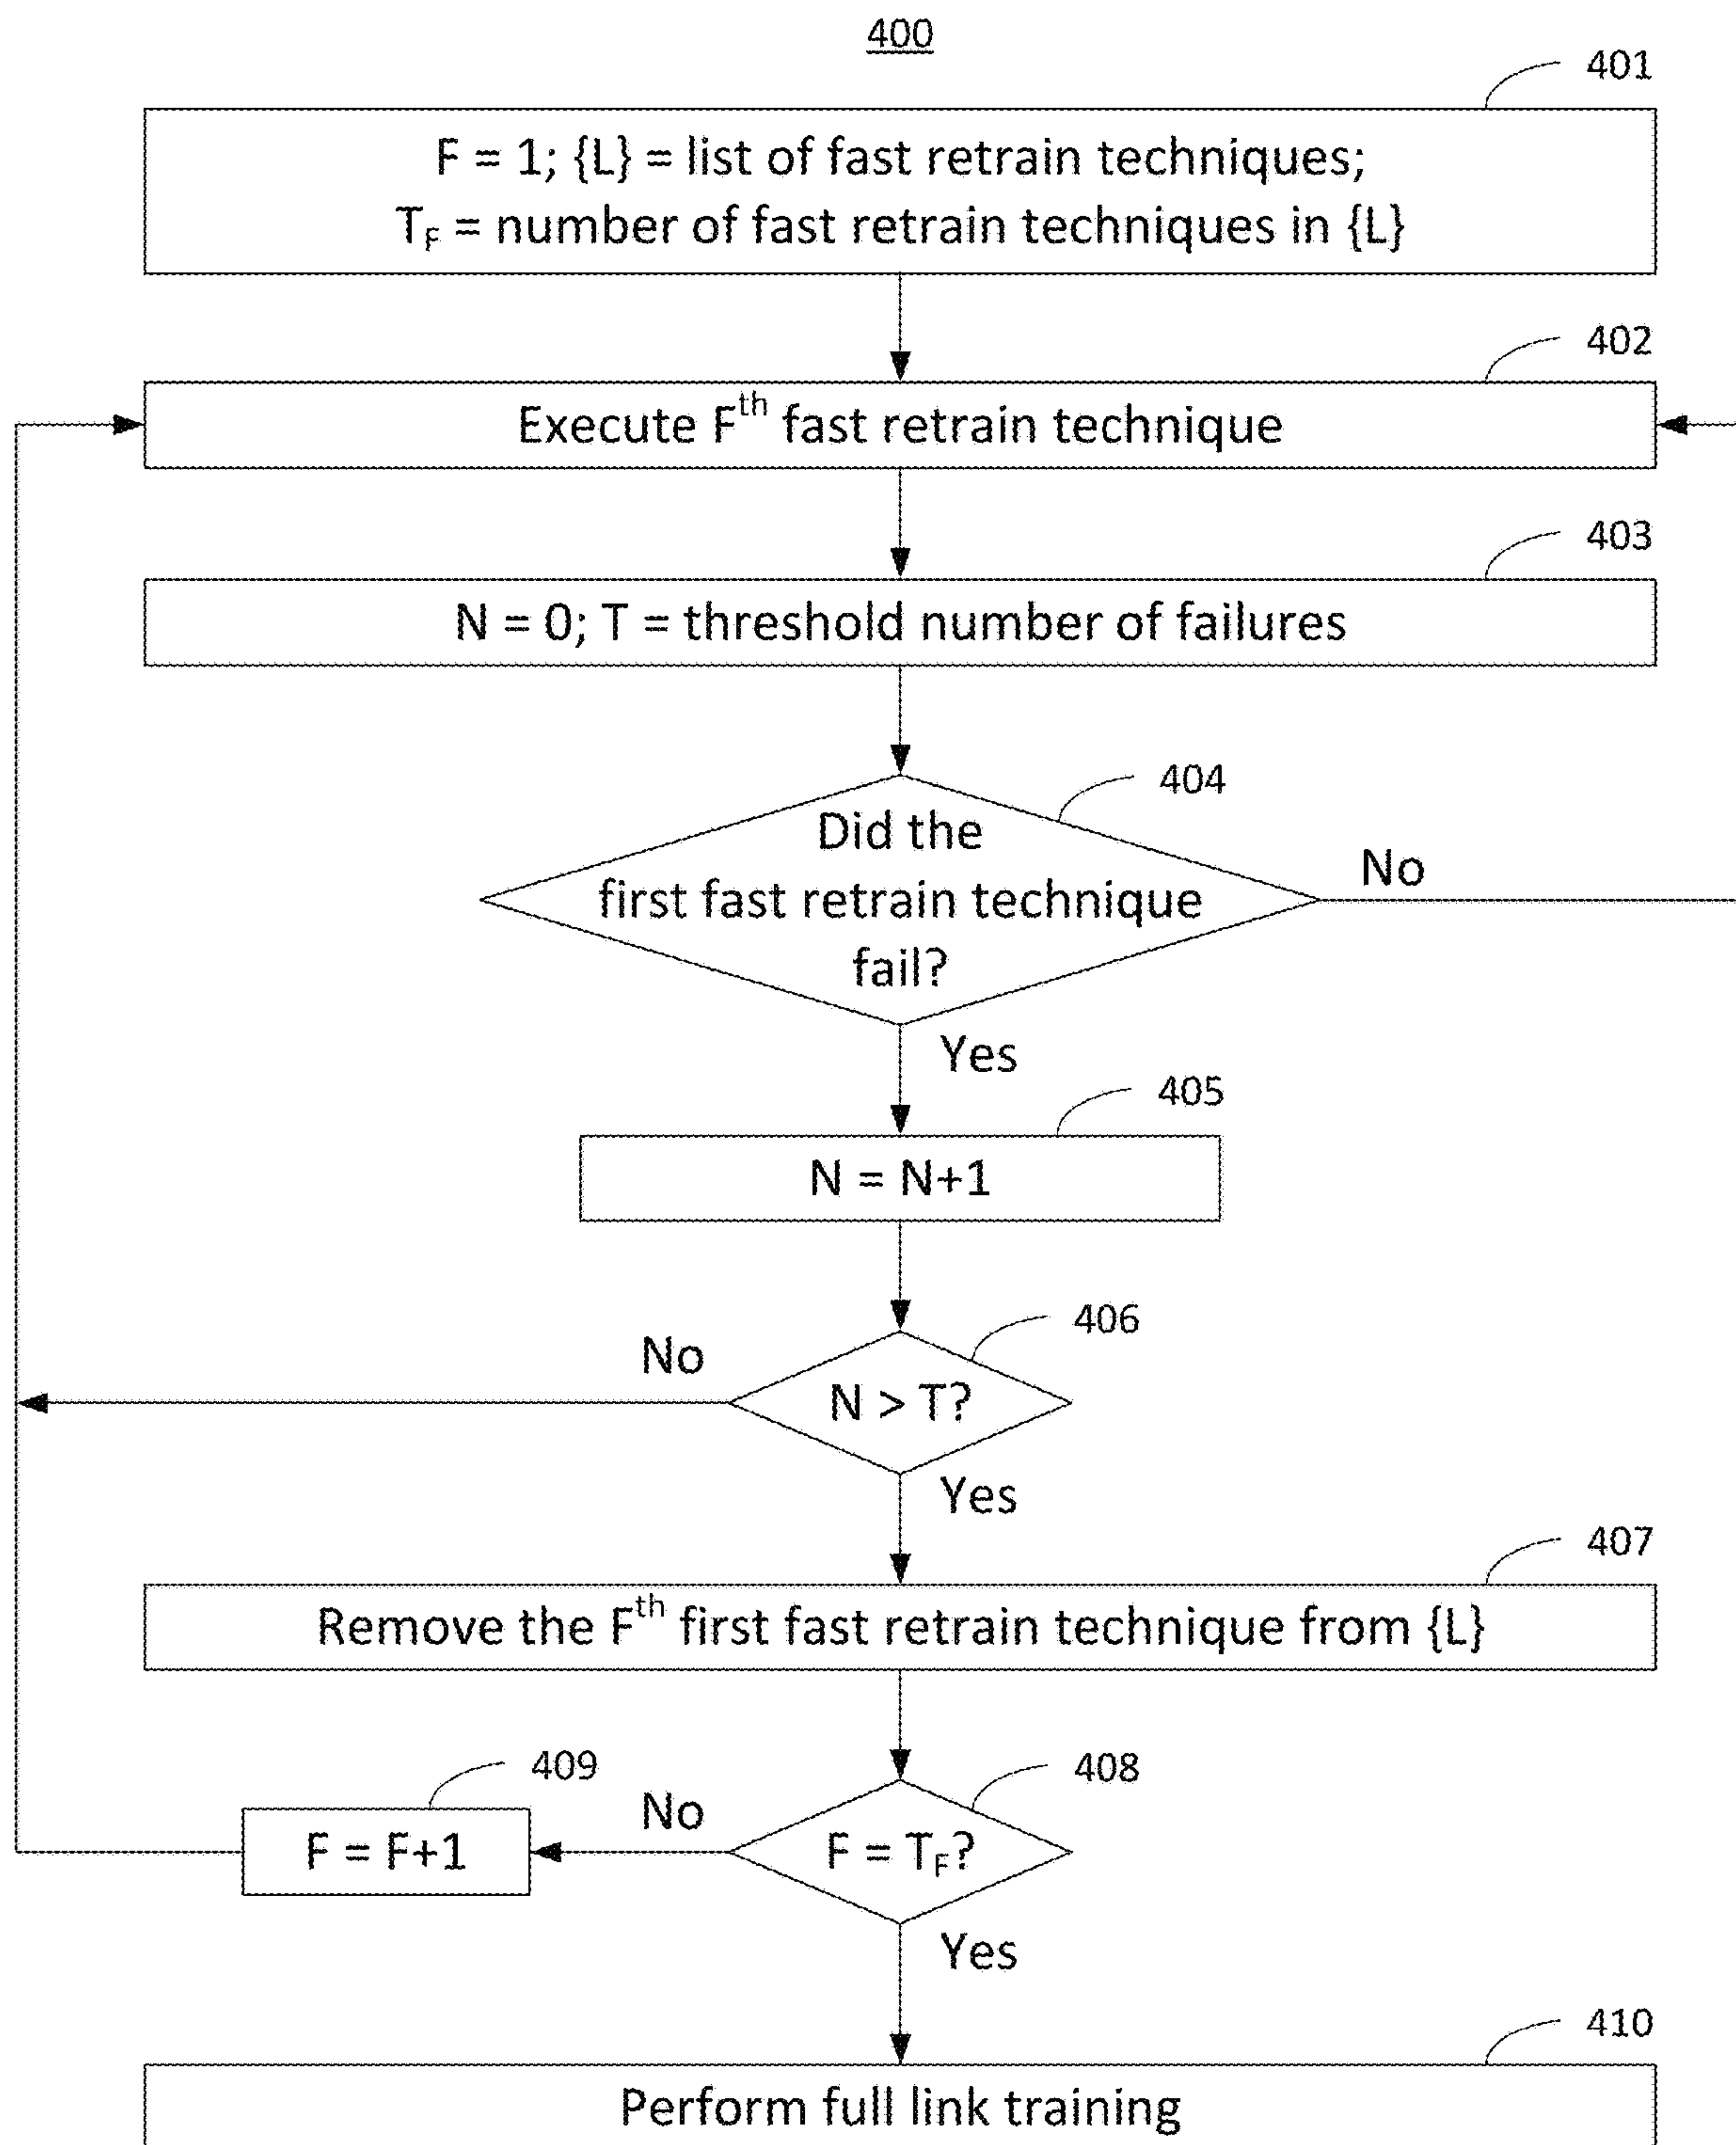 400
401
F = 1; {L} = list of fast retrain techniques;
T_F = number of fast retrain techniques in {L}
402
Execute F^th fast retrain technique
403
N = 0; T = threshold number of failures
404
Did the
first fast retrain technique
fail?
No
Yes
405
N = N+1
406
No
N > T?
Yes
407
Remove the F^th first fast retrain technique from {L}
409
408
No
F = F+1
F = T_F?
Yes
410
Perform full link training